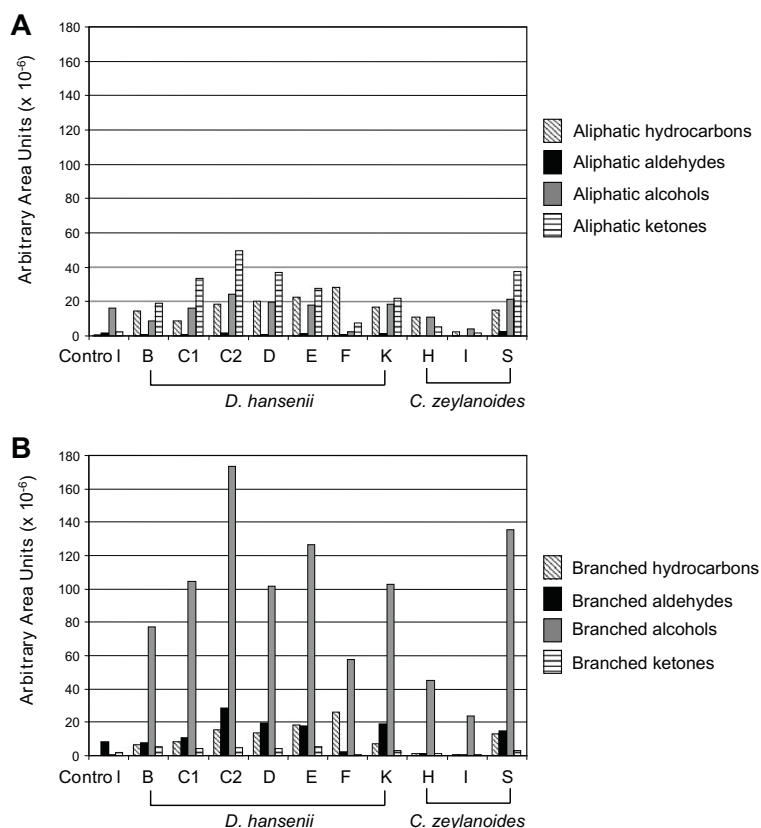 A
Arbitrary Area Units (x 10-6)
180
160
140
120
100
80
60
40
20
0
Contro l B C1 C2 D E F K H I S
D. hansenii C. zeylanoides
Aliphatic hydrocarbons
Aliphatic aldehydes
Aliphatic alcohols
Aliphatic ketones
B
Arbitrary Area Units (x 10-6)
180
160
140
120
100
80
60
40
20
0
Contro l B C1 C2 D E F K H I S
D. hansenii C. zeylanoides
Branched hydrocarbons
Branched aldehydes
Branched alcohols
Branched ketones